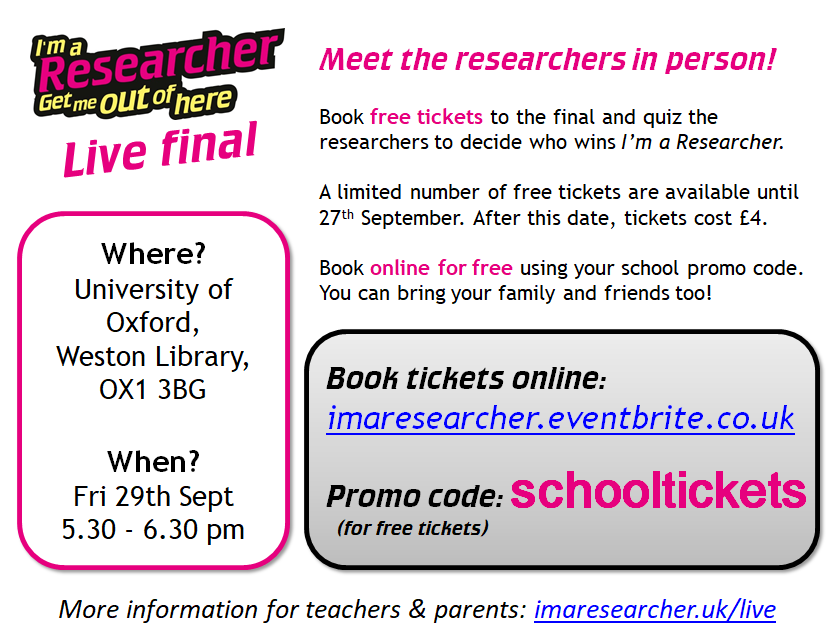 I'm a
Researcher
Get me out of here
Live final
Where?
University of
Oxford,
Weston Library,
OX1 3BG
When?
Fri 29th Sept
5.30 - 6.30 pm
Meet the researchers in person!
Book free tickets to the final and quiz the
researchers to decide who wins I'm a Researcher.
A limited number of free tickets are available until
27th September. After this date, tickets cost £4.
Book online for free using your school promo code.
You can bring your family and friends too!
Book tickets online:
imaresearcher.eventbrite.co.uk
Promo code: schooltickets
(for free tickets)
More information for teachers & parents: imaresearcher.uk/live